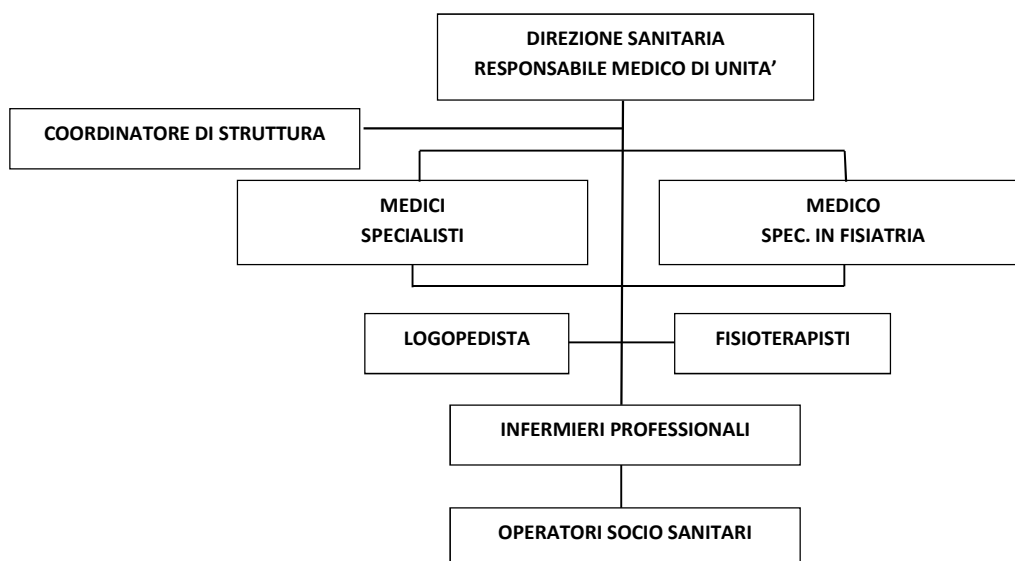 DIREZIONE SANITARIA
RESPONSABILE MEDICO DI UNITA’
COORDINATORE DI STRUTTURA
MEDICI
SPECIALISTI
MEDICO
SPEC. IN FISIATRIA
LOGOPEDISTA
FISIOTERAPISTI
INFERMIERI PROFESSIONALI
OPERATORI SOCIO SANITARI